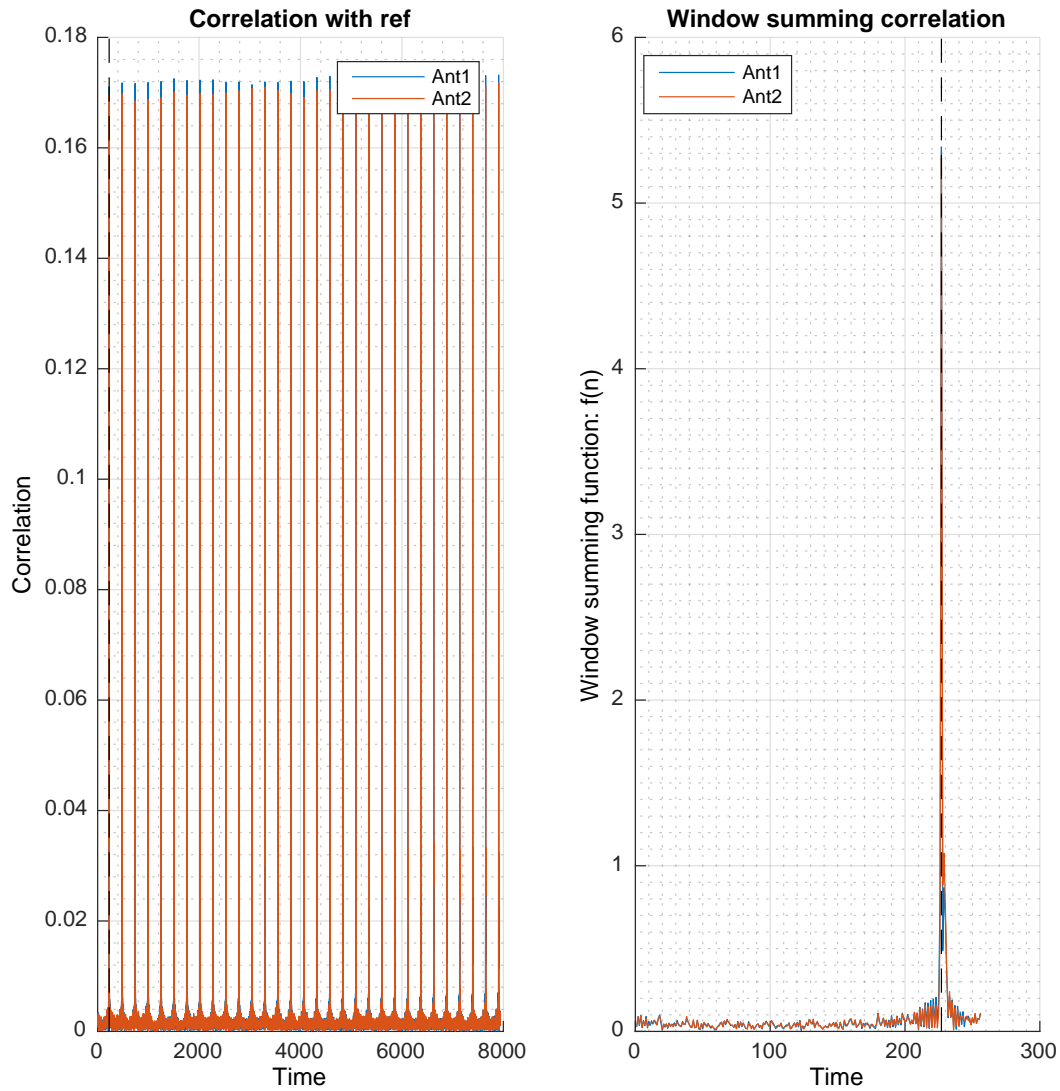 Correlation with ref
Correlation
0.18
0.16
0.14
0.12
0.1
0.08
0.06
0.04
0.02
0
0 2000 4000 6000 8000
Time
Ant1
Ant2
Window summing correlation
Window summing function: f(n)
6
5
4
3
2
1
0
0 100 200 300
Time
Ant1
Ant2